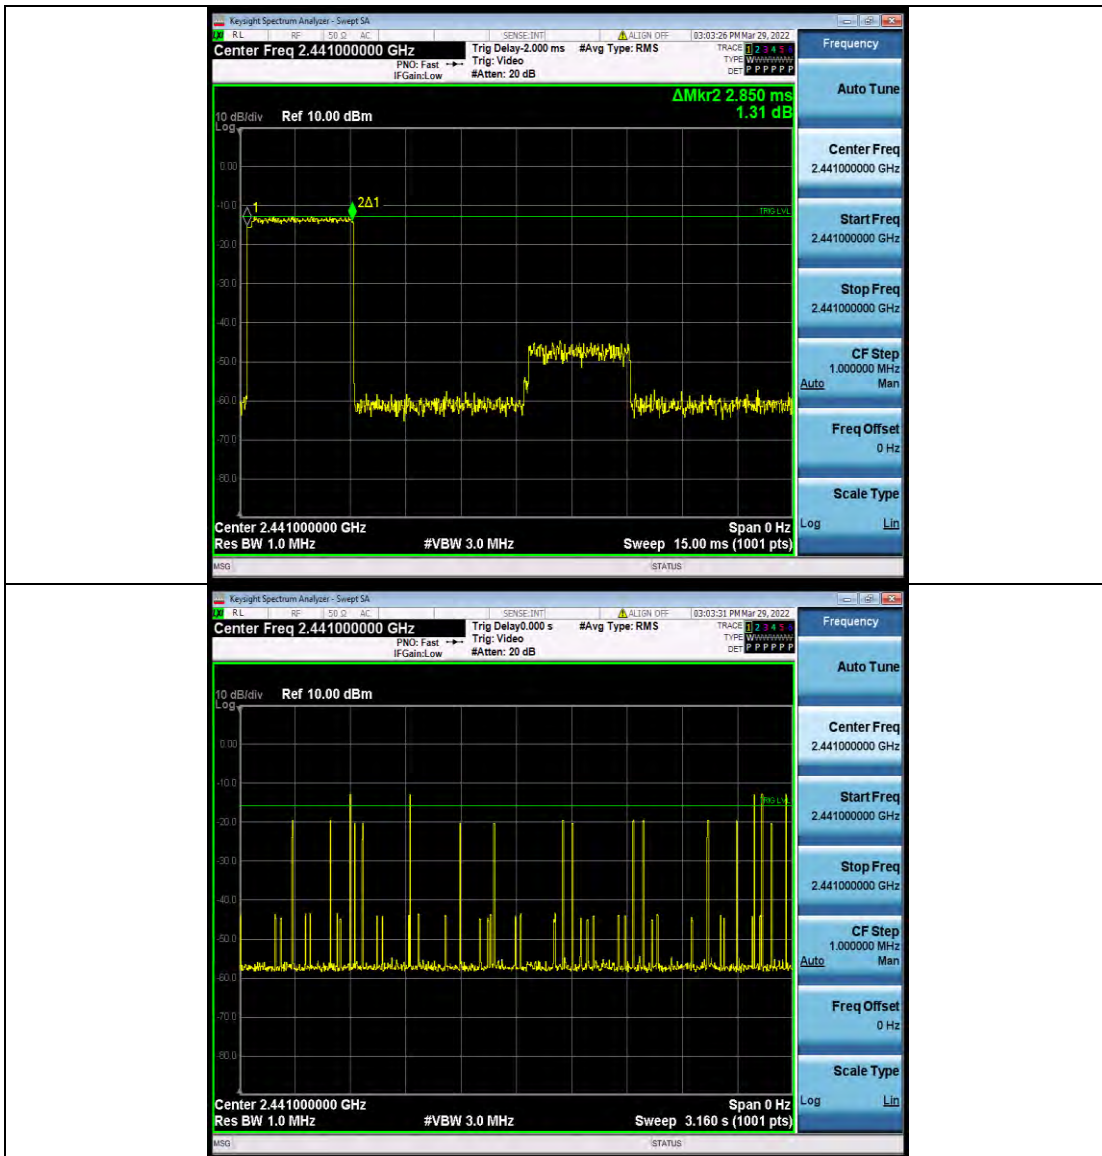 Keysight Spectrum Analyzer - Swept SA
RL RF 50 Ω AC SENSE:INT ALIGN OFF 03:03:26 PM Mar 29, 2022
Center Freq 2.441000000 GHz
Trig Delay-2.000 ms #Avg Type: RMS
TRACE 1 2 3 4 5 6
PNO: Fast Trig: Video
TYPE WWWWWW
IFGain:Low #Atten: 20 dB
DET P P P P P P
Frequency
ΔMkr2 2.850 ms
1.31 dB
10 dB/div Ref 10.00 dBm
Log
0.00
-10.0
-20.0
-30.0
-40.0
-50.0
-60.0
-70.0
-80.0
1
2Δ1
TRIG LVL
Center 2.441000000 GHz Span 0 Hz
Res BW 1.0 MHz #VBW 3.0 MHz Sweep 15.00 ms (1001 pts)
MSG STATUS
Auto Tune
Center Freq
2.441000000 GHz
Start Freq
2.441000000 GHz
Stop Freq
2.441000000 GHz
CF Step
1.000000 MHz
Auto Man
Freq Offset
0 Hz
Scale Type
Log Lin
Keysight Spectrum Analyzer - Swept SA
RL RF 50 Ω AC SENSE:INT ALIGN OFF 03:03:31 PM Mar 29, 2022
Center Freq 2.441000000 GHz
Trig Delay0.000 s #Avg Type: RMS
TRACE 1 2 3 4 5 6
PNO: Fast Trig: Video
TYPE WWWWWW
IFGain:Low #Atten: 20 dB
DET P P P P P P
Frequency
10 dB/div Ref 10.00 dBm
Log
0.00
-10.0
-20.0
-30.0
-40.0
-50.0
-60.0
-70.0
-80.0
TRIG LVL
Center 2.441000000 GHz Span 0 Hz
Res BW 1.0 MHz #VBW 3.0 MHz Sweep 3.160 s (1001 pts)
MSG STATUS
Auto Tune
Center Freq
2.441000000 GHz
Start Freq
2.441000000 GHz
Stop Freq
2.441000000 GHz
CF Step
1.000000 MHz
Auto Man
Freq Offset
0 Hz
Scale Type
Log Lin